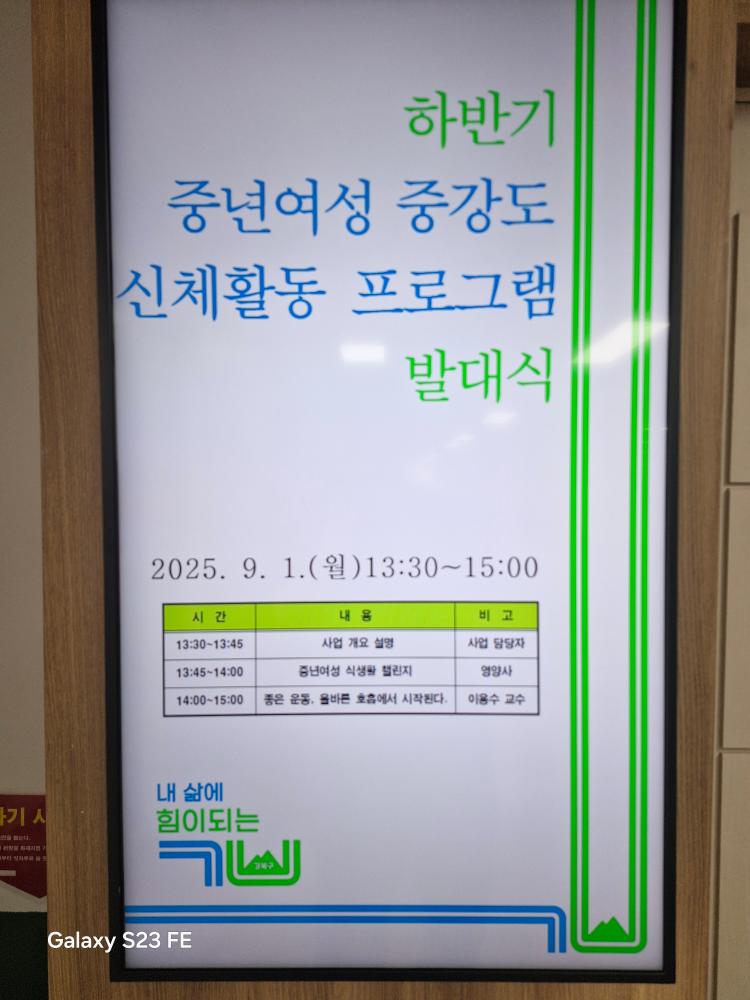 하반기
중년여성 중강도
신체활동 프로그램
발대식
2025. 9. 1.(월)13:30~15:00
시 간 내 용 비 고
13:30~13:45 사업 개요 설명 사업 담당자
13:45~14:00 중년여성 식생활 챌린지 영양사
14:00~15:00 좋은 운동, 올바른 호흡에서 시작된다. 이용수 교수
내 삶에
힘이되는
강북구
Galaxy S23 FE